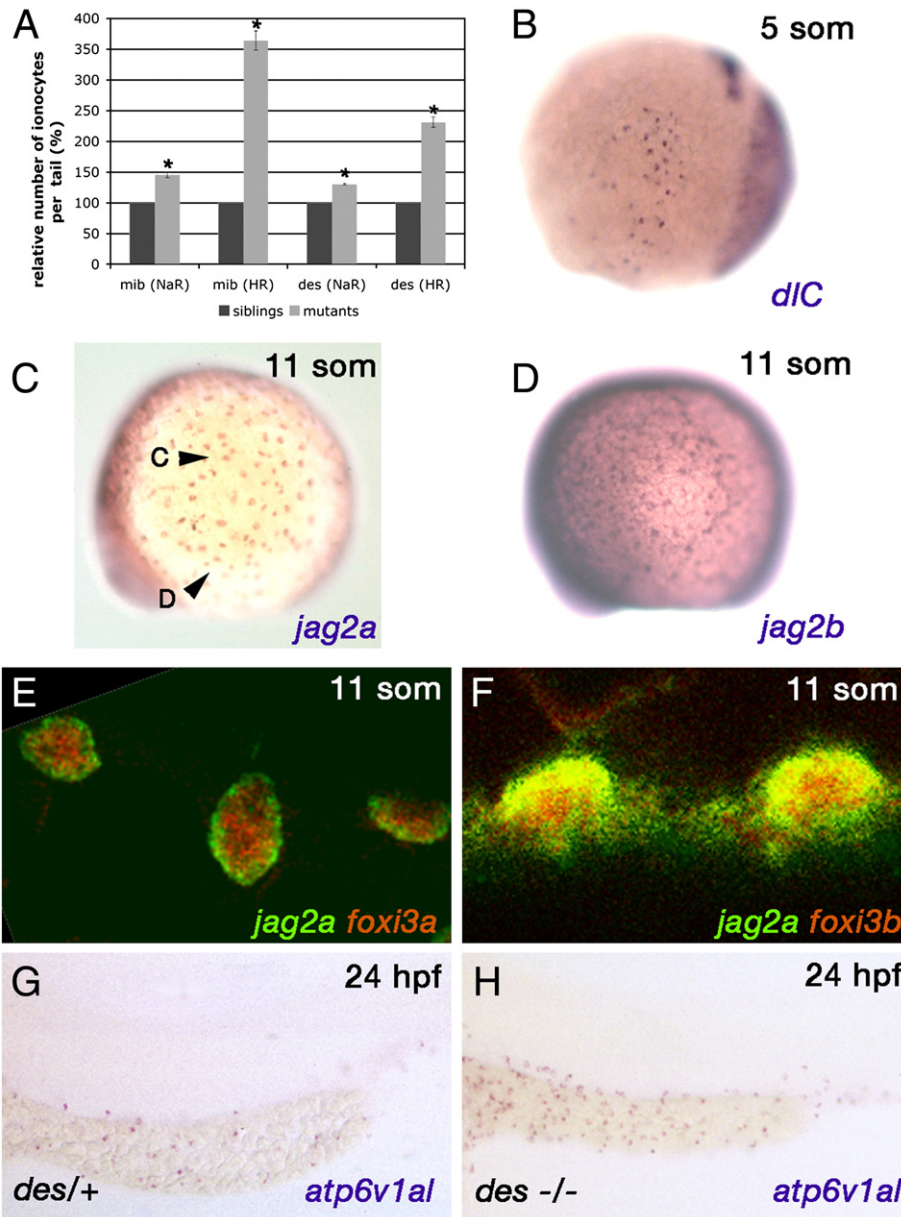 A
relative number of ionocytes
per tail (%)
400
350
300
250
200
150
100
50
0
*
*
*
*
mib (NaR)
mib (HR)
des (NaR)
des (HR)
siblings
mutants
B
5 som
dlC
C
11 som
C
D
jag2a
D
11 som
jag2b
E
11 som
jag2a foxi3a
F
11 som
jag2a foxi3b
G
24 hpf
des/+
atp6v1al
H
24 hpf
des -/-
atp6v1al